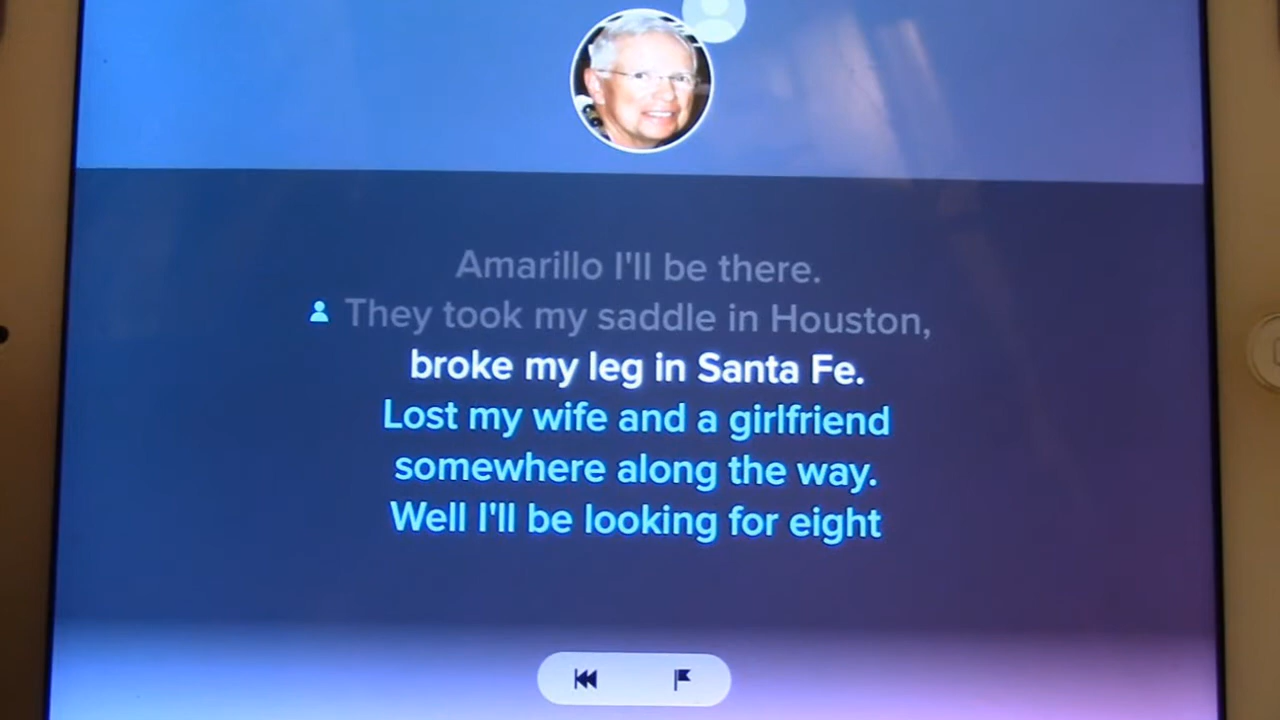 Amarillo I'll be there.
They took my saddle in Houston,
broke my leg in Santa Fe.
Lost my wife and a girlfriend
somewhere along the way.
Well I'll be looking for eight